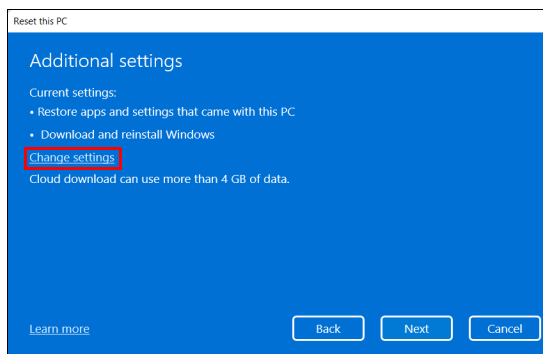 Reset this PC
Additional settings
Current settings:
• Restore apps and settings that came with this PC
• Download and reinstall Windows
Change settings
Cloud download can use more than 4 GB of data.
Learn more
Back
Next
Cancel